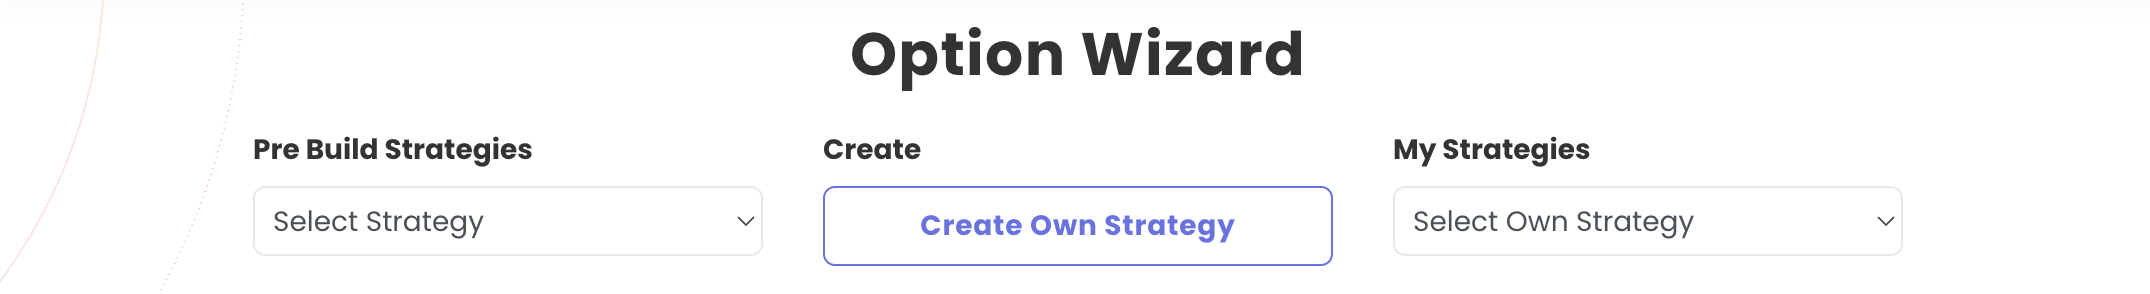 Option Wizard
Pre Build Strategies
Select Strategy
Create
Create Own Strategy
My Strategies
Select Own Strategy